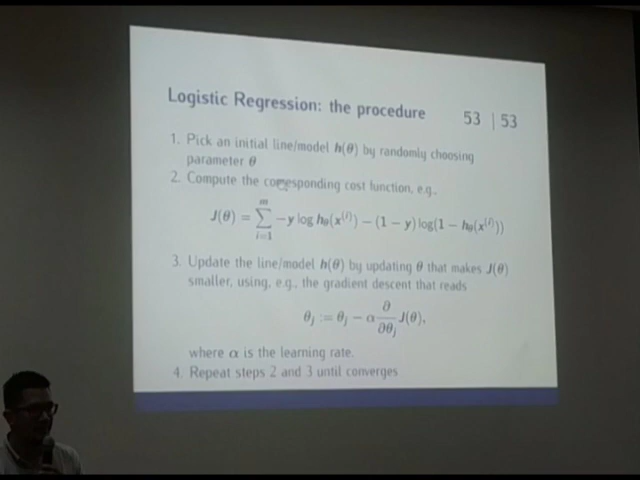 Logistic Regression: the procedure 53 | 53
1. Pick an initial line/model h(θ) by randomly choosing
parameter θ
2. Compute the corresponding cost function, e.g.,
J(θ) = ∑_{i=1}^{m} −y log h_θ(x^{(i)}) − (1 − y) log(1 − h_θ(x^{(i)}))
3. Update the line/model h(θ) by updating θ that makes J(θ)
smaller, using, e.g., the gradient descent that reads
θ_j := θ_j − α ∂/∂θ_j J(θ),
where α is the learning rate.
4. Repeat steps 2 and 3 until converges